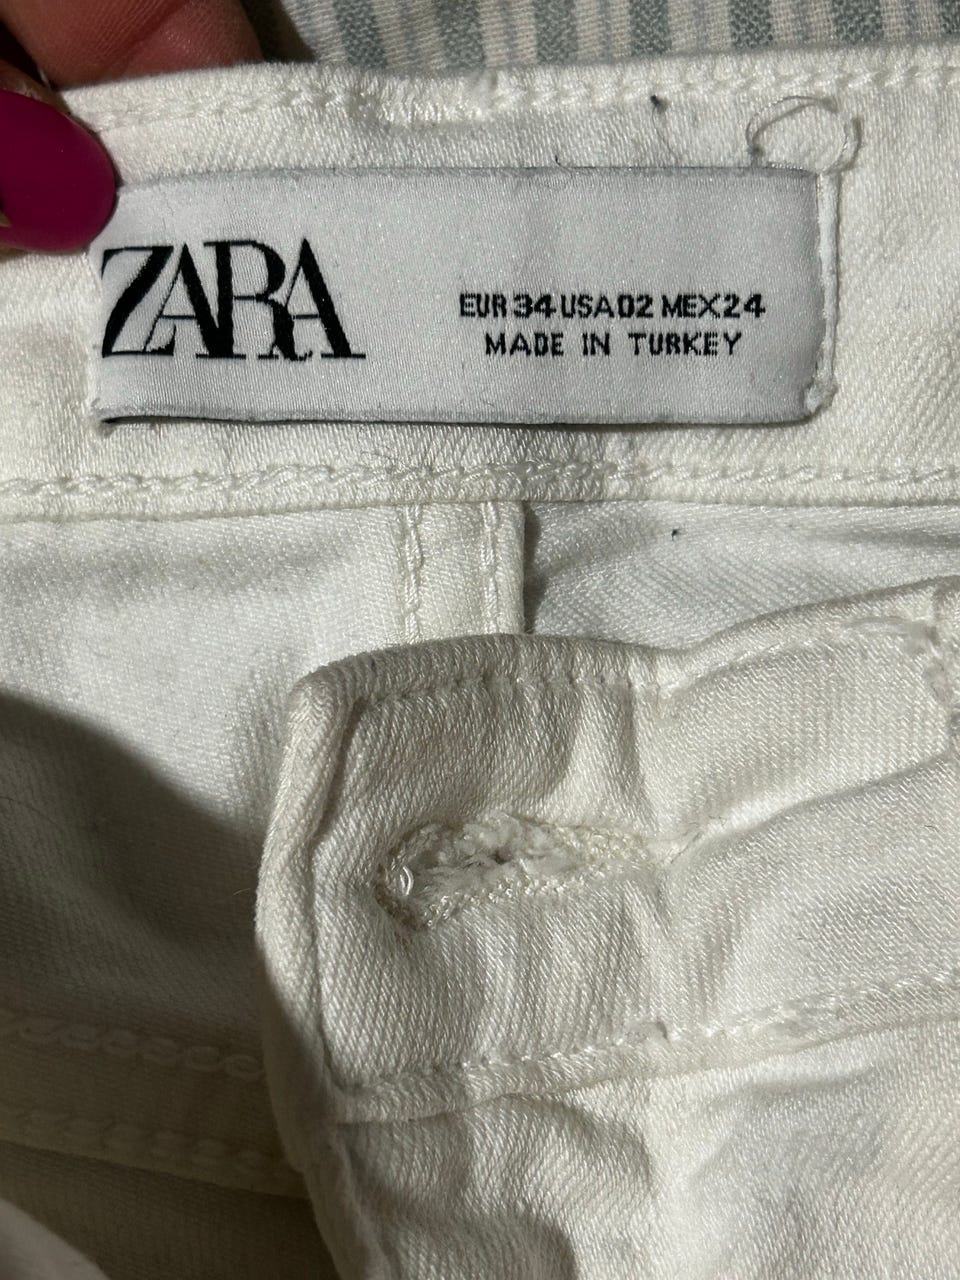 ZARA
EUR 34 USA 02 MEX 24
MADE IN TURKEY